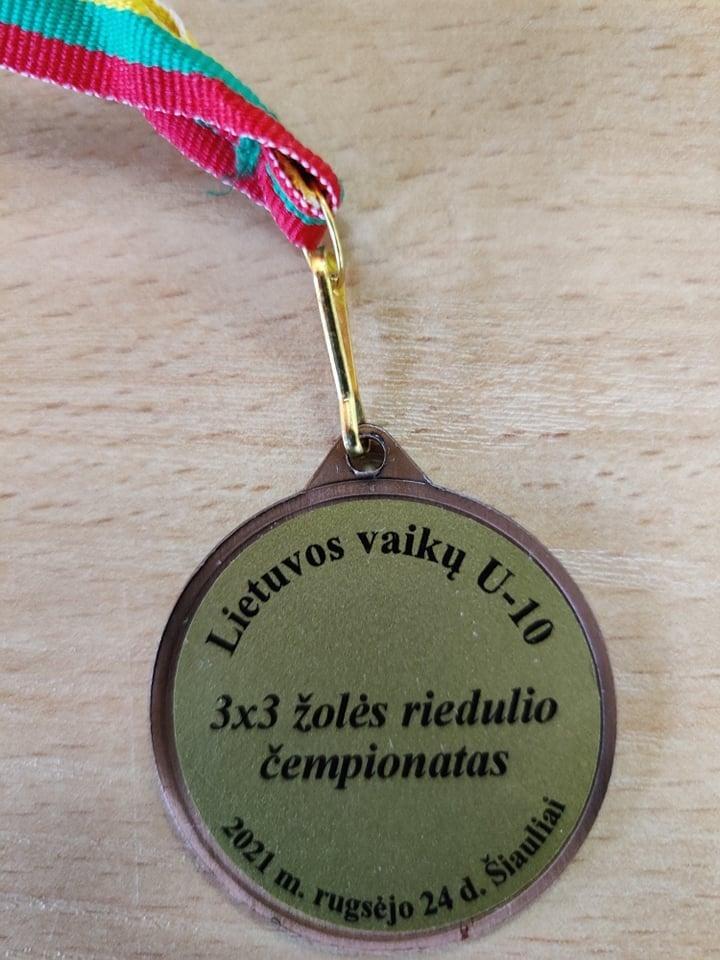 Lietuvos vaikų U-10
3x3 žolės riedulio
čempionatas
2021 m. rugsėjo 24 d. Šiauliai